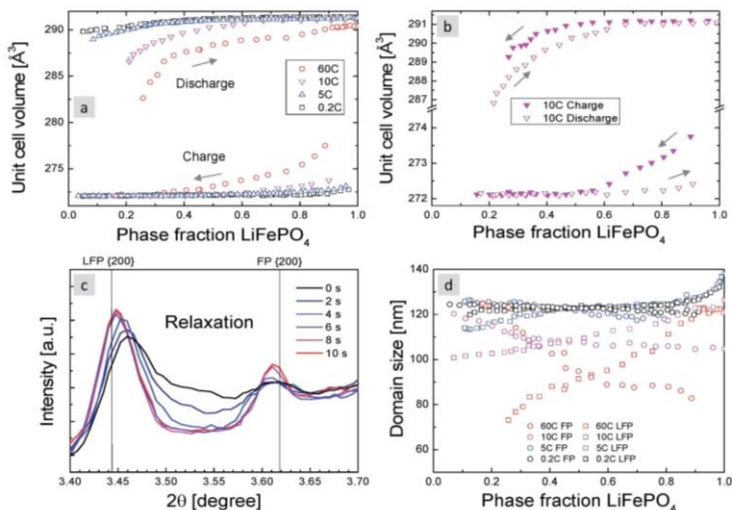 a
Unit cell volume [Å³]
290
285
280
275
0.0 0.2 0.4 0.6 0.8 1.0
Phase fraction LiFePO₄
Discharge
Charge
60C
10C
5C
0.2C
b
Unit cell volume [Å³]
291
290
289
288
287
274
273
272
0.0 0.2 0.4 0.6 0.8 1.0
Phase fraction LiFePO₄
10C Charge
10C Discharge
LFP {200}
FP {200}
c
Relaxation
0 s
2 s
4 s
6 s
8 s
10 s
Intensity [a.u.]
3.40 3.45 3.50 3.55 3.60 3.65 3.70
2θ [degree]
d
Domain size [nm]
140
120
100
80
60
60C FP 60C LFP
10C FP 10C LFP
5C FP 5C LFP
0.2C FP 0.2C LFP
0.0 0.2 0.4 0.6 0.8 1.0
Phase fraction LiFePO₄